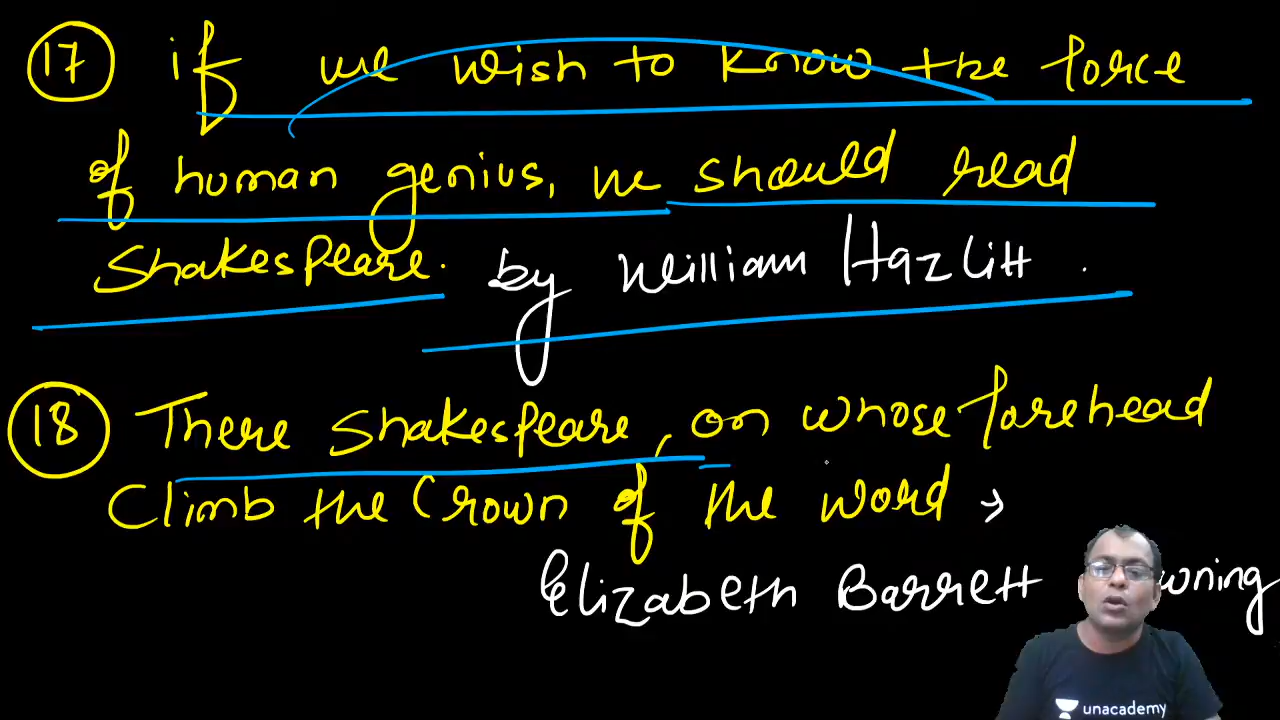 17 if we wish to know the force
of human genius, we should read
Shakespeare. by William Hazlitt.
18 There Shakespeare, on whose forehead
Climb the Crown of the word →
Elizabeth Barrett wning
unacademy